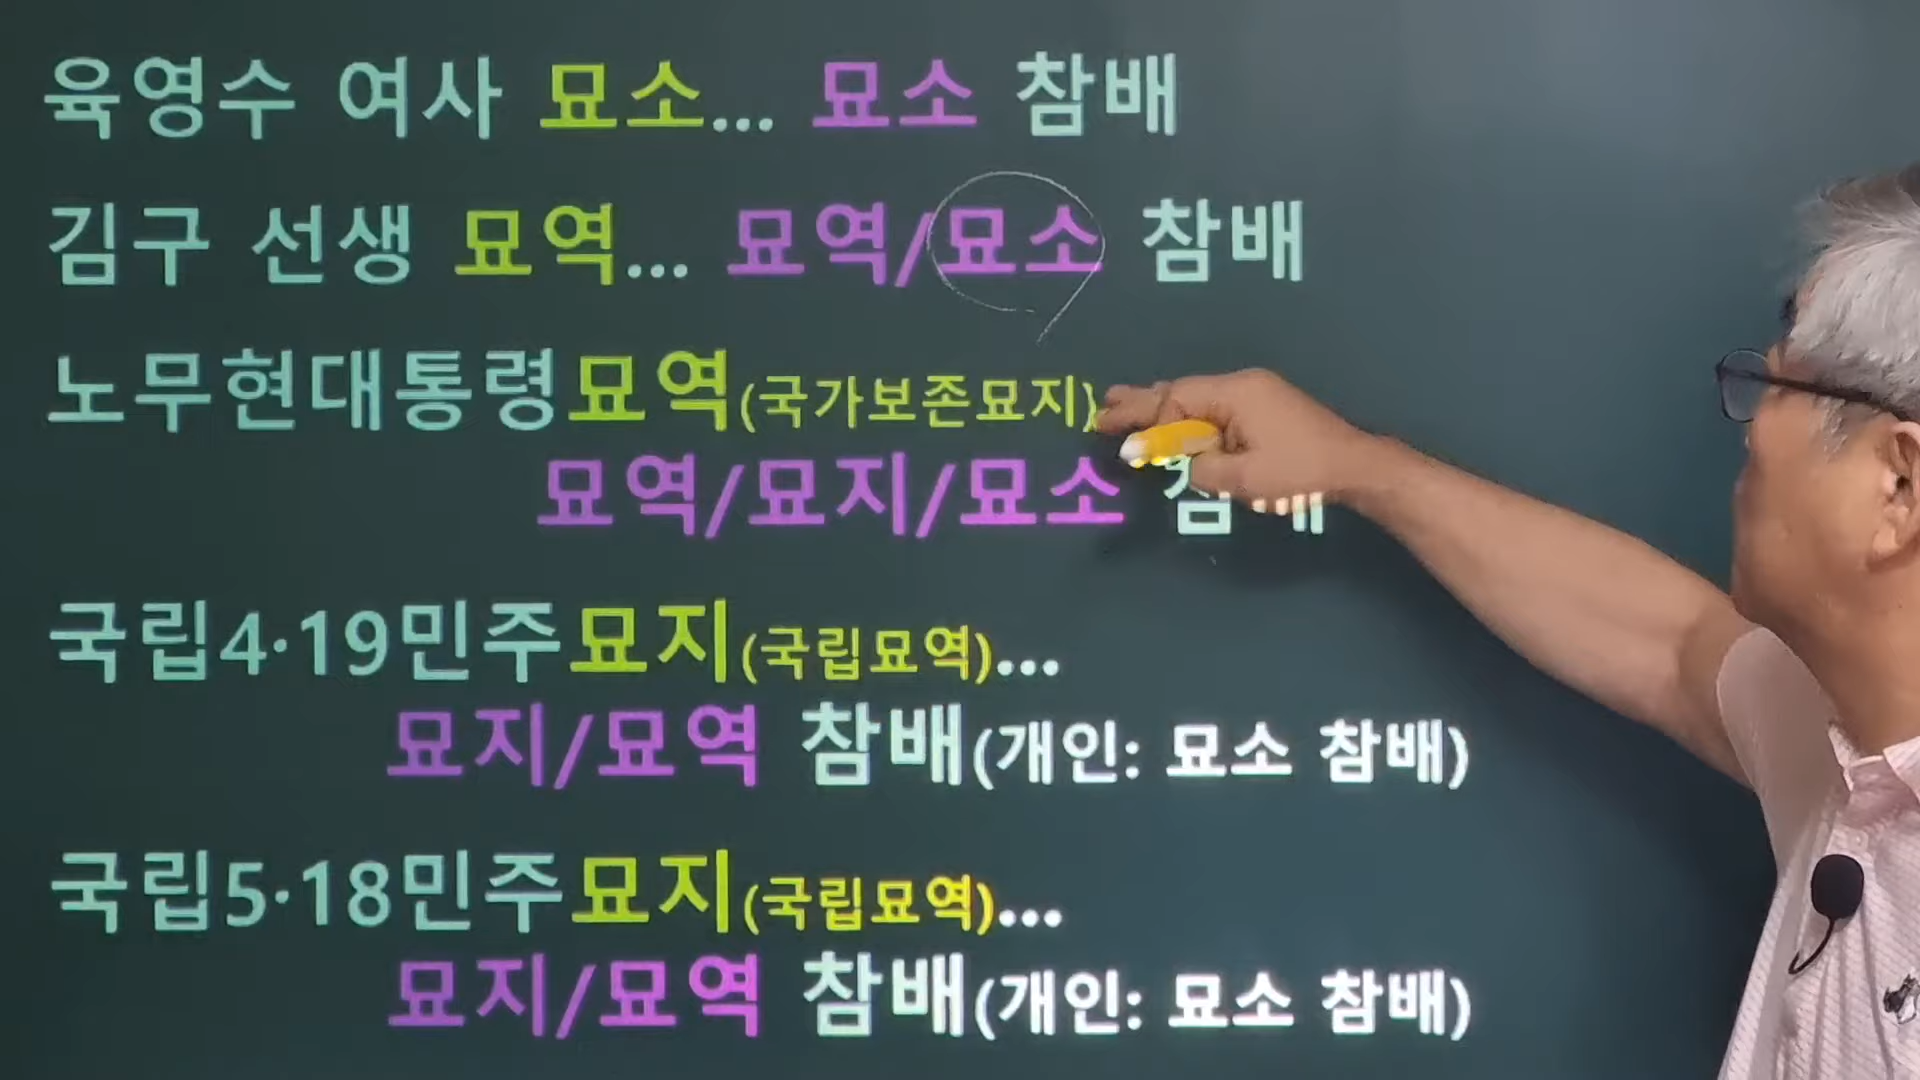 육영수 여사 묘소... 묘소 참배
김구 선생 묘역... 묘역/묘소 참배
노무현대통령묘역(국가보존묘지)
묘역/묘지/묘소
국립4·19민주묘지(국립묘역)...
묘지/묘역 참배(개인: 묘소 참배)
국립5·18민주묘지(국립묘역)...
묘지/묘역 참배(개인: 묘소 참배)